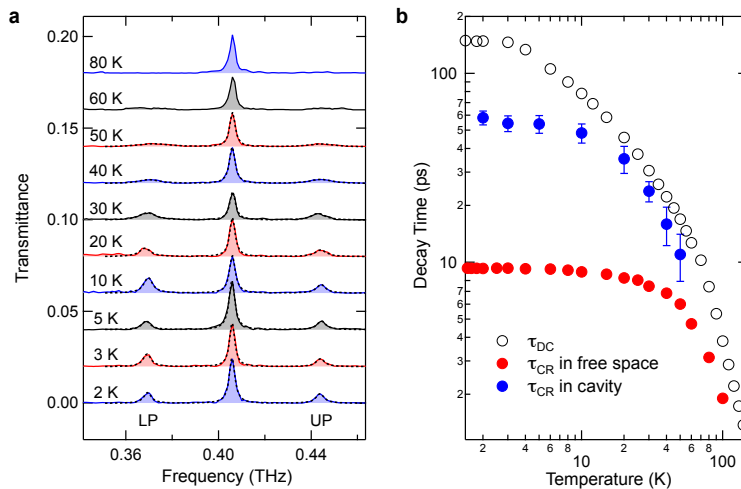 a
0.20
0.15
0.10
0.05
0.00
Transmittance
80 K
60 K
50 K
40 K
30 K
20 K
10 K
5 K
3 K
2 K
LP
UP
0.36
0.40
0.44
Frequency (THz)
b
2
100
7
6
5
4
3
2
10
7
6
5
4
3
2
Decay Time (ps)
τDC
τCR in free space
τCR in cavity
2 4 6 8 10 2 4 6 8 100
Temperature (K)